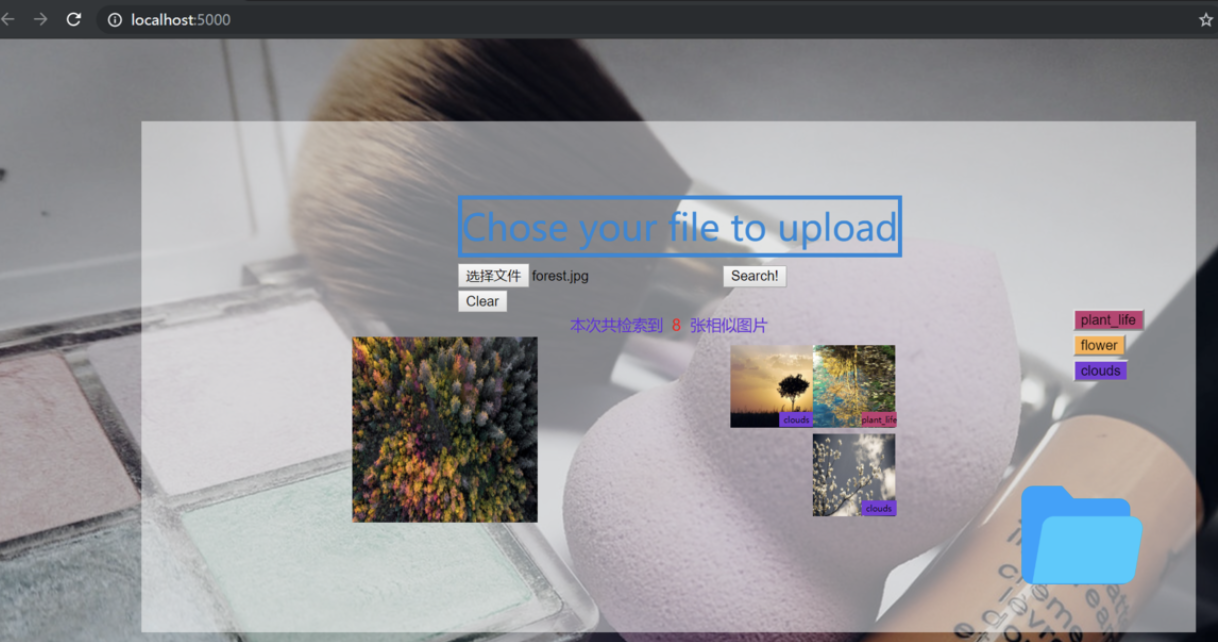 localhost:5000
Chose your file to upload
选择文件 forest.jpg Search!
Clear
本次共检索到 8 张相似图片
plant_life
flower
clouds
clouds
plant_life
clouds